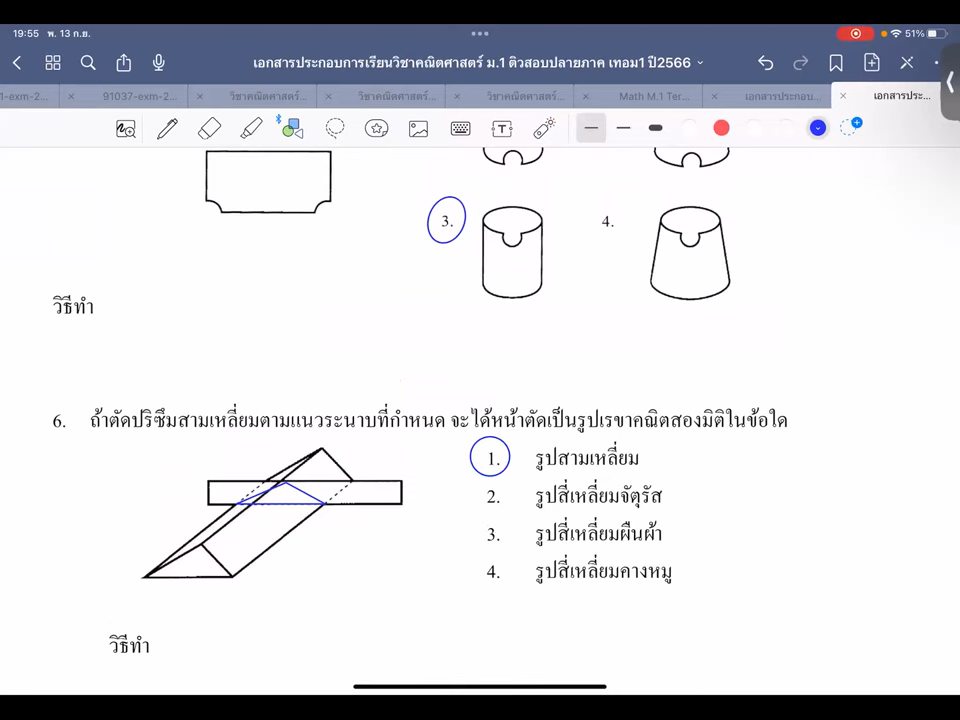 19:55 พ. 13 ก.ย. 51%
เอกสารประกอบการเรียนวิชาคณิตศาสตร์ ม.1 ติวสอบปลายภาค เทอม1 ปี2566
1-exm-2... 91037-exm-2... วิชาคณิตศาสตร์... วิชาคณิตศาสตร์... วิชาคณิตศาสตร์... Math M.1 Ter... เอกสารประกอบ... เอกสารประ...
3. 4.
วิธีทำ
6. ถ้าตัดปริซึมสามเหลี่ยมตามแนวระนาบที่กำหนด จะได้หน้าตัดเป็นรูปเรขาคณิตสองมิติในข้อใด
1. รูปสามเหลี่ยม
2. รูปสี่เหลี่ยมจัตุรัส
3. รูปสี่เหลี่ยมผืนผ้า
4. รูปสี่เหลี่ยมคางหมู
วิธีทำ